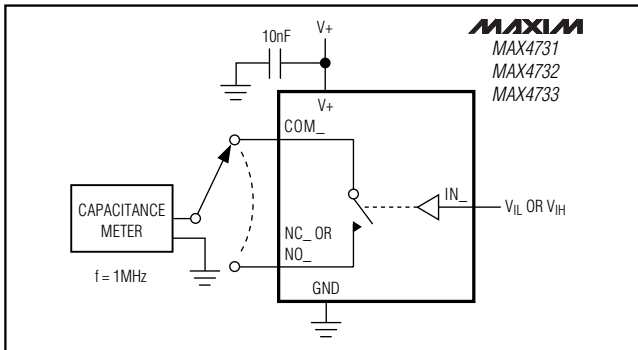 10nF
V+
MAXIM
MAX4731
MAX4732
MAX4733
V+
COM_
IN_
VIL OR VIH
CAPACITANCE
METER
NC_ OR
NO_
f = 1MHz
GND